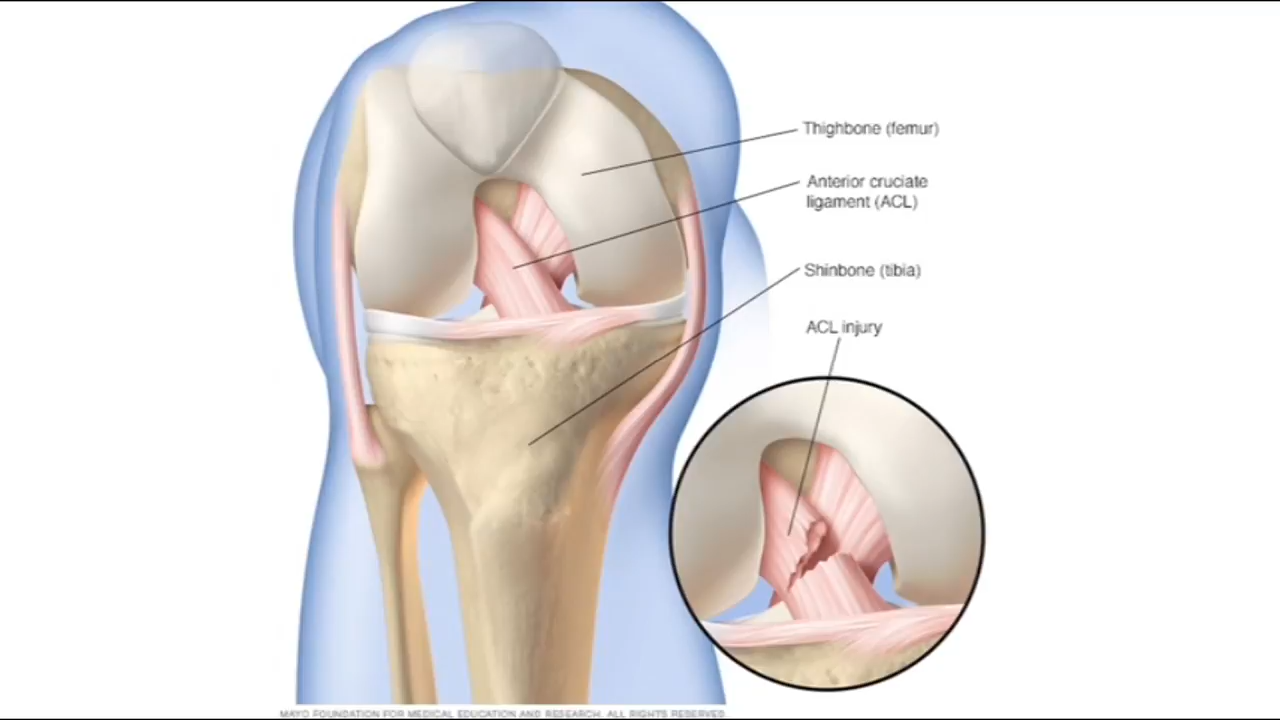 Thighbone (femur)
Anterior cruciate
ligament (ACL)
Shinbone (tibia)
ACL injury
MAYO FOUNDATION FOR MEDICAL EDUCATION AND RESEARCH. ALL RIGHTS RESERVED.